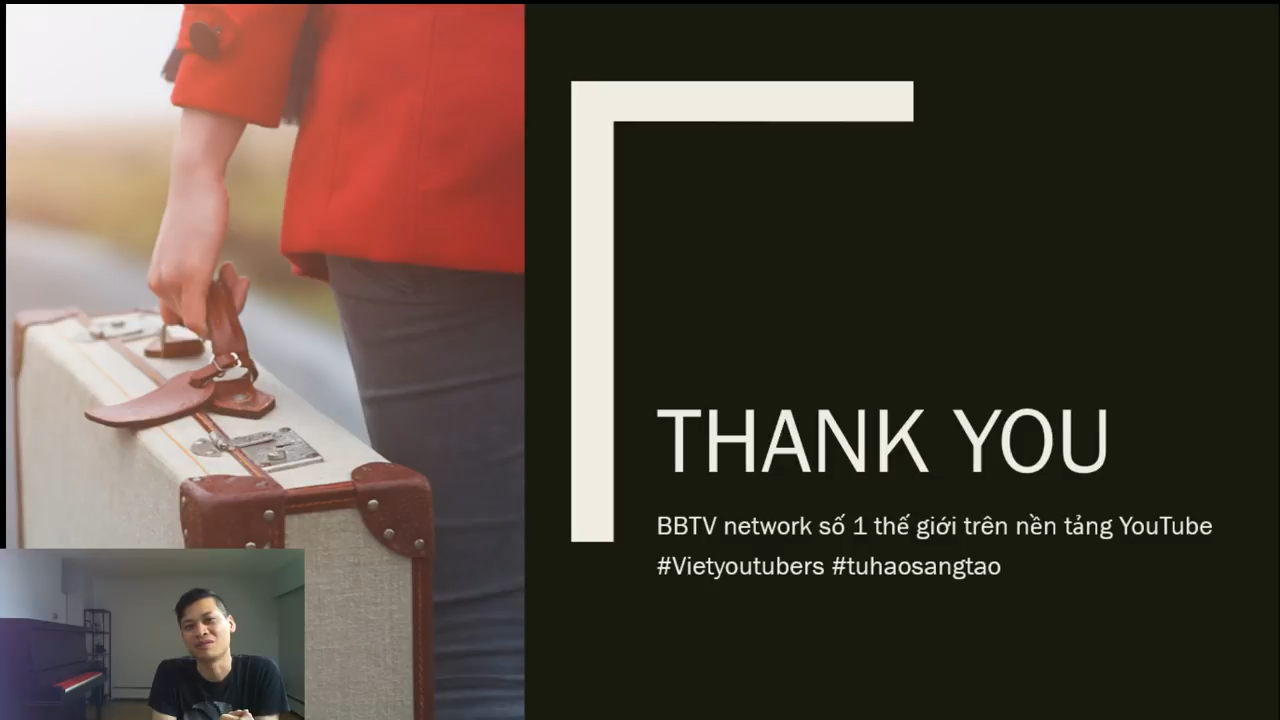 THANK YOU
BBTV network số 1 thế giới trên nền tảng YouTube
#Vietyoutubers #tuhaosangtao